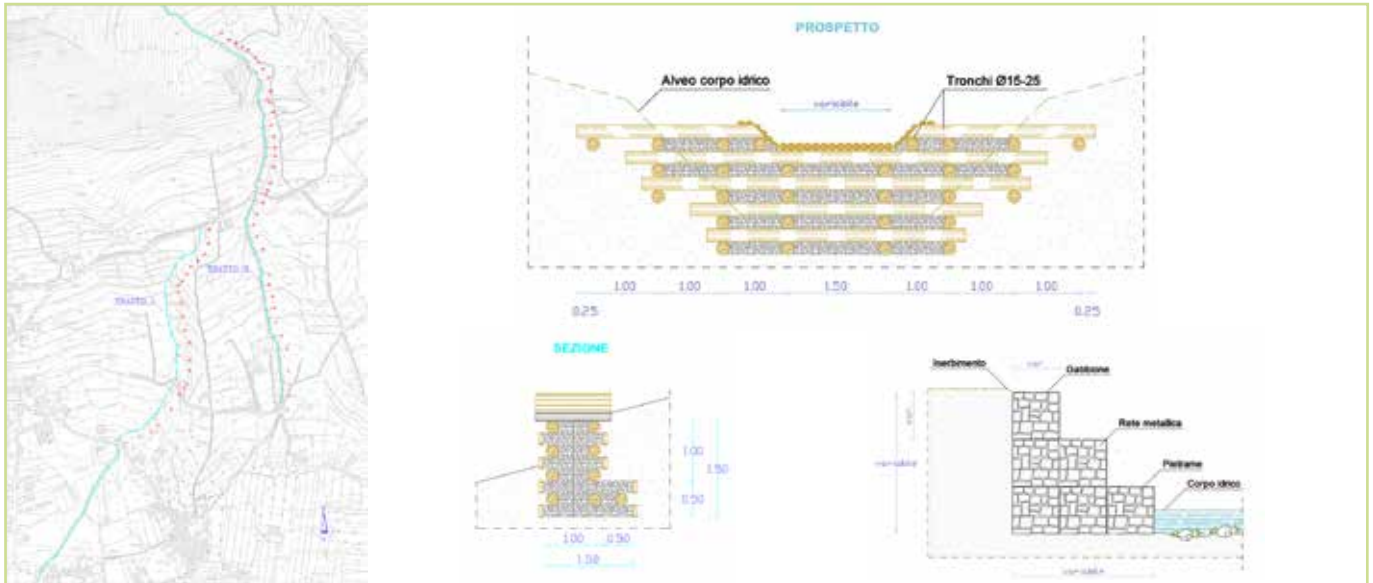 PROSPETTO
Alveo corpo idrico
Tronchi Ø15-25
variabile
1.00 1.00 1.00 1.50 1.00 1.00 1.00
0.25 0.25
SEZIONE
1.00
1.50
0.50
1.00 0.50
1.50
Inerbimento
var.
Gabbione
var.
Rete metallica
variabile
Pietrame
Corpo idrico
variabile